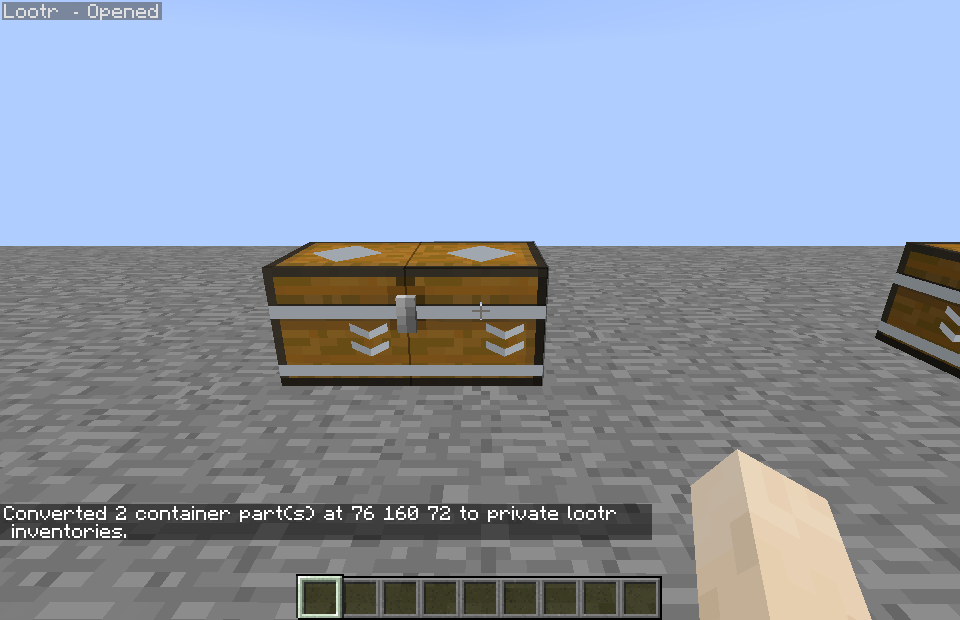 Lootr - Opened
Converted 2 container part(s) at 76 160 72 to private lootr
inventories.